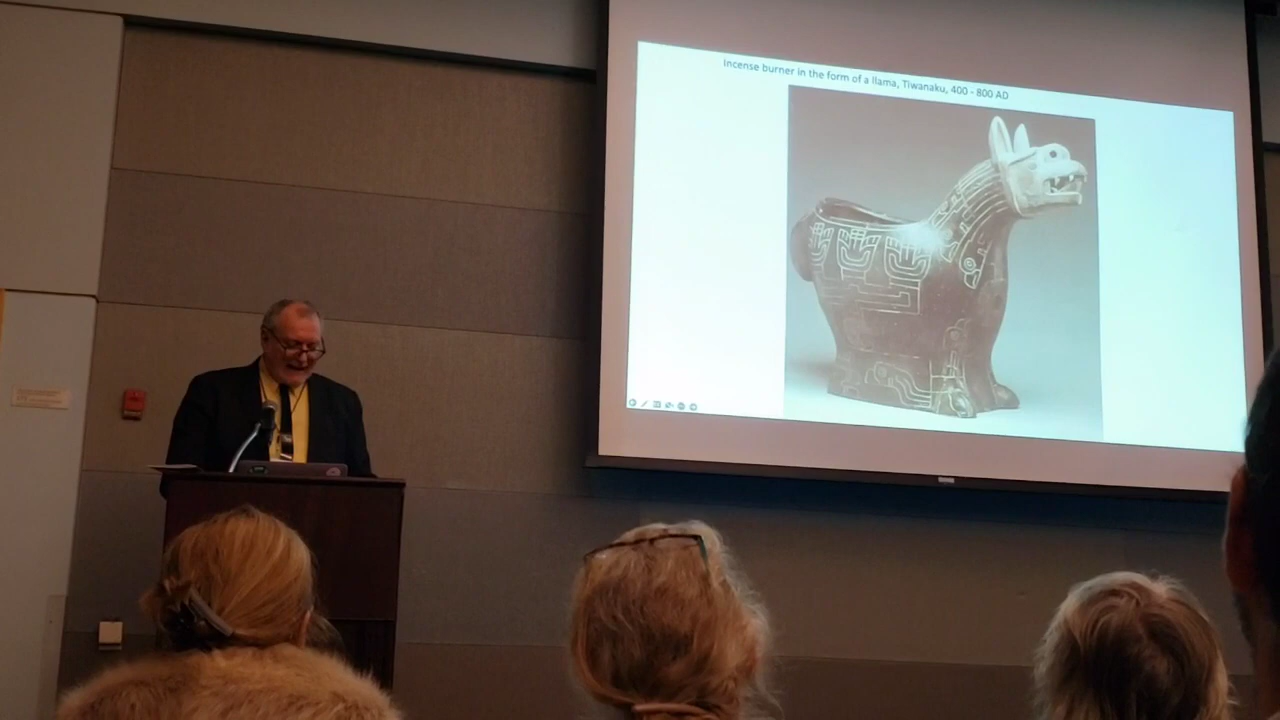 Incense burner in the form of a llama, Tiwanaku, 400 - 800 AD